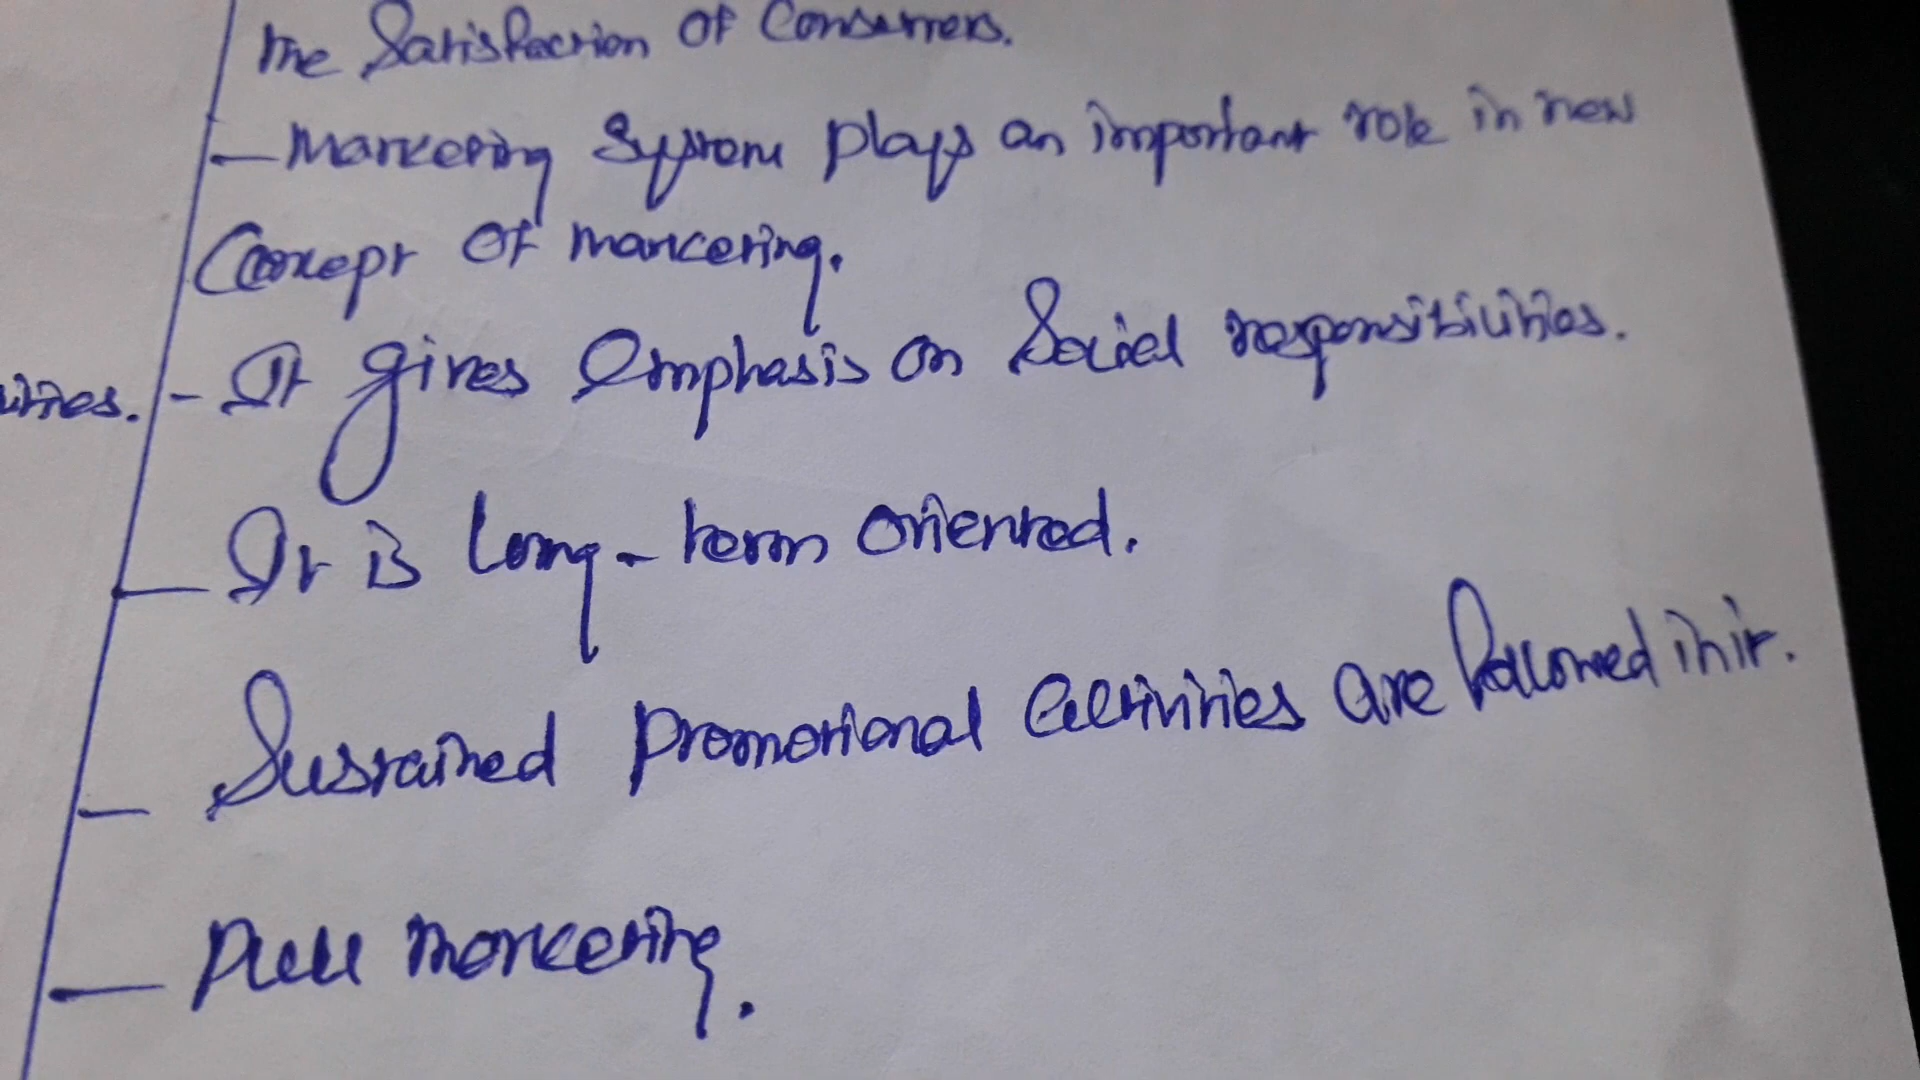 the Satisfaction of Consumers.
- Marketing System plays an important role in new
Concept of marketing.
- It gives emphasis on Social responsibilities.
- It is long-term oriented.
- Sustained promotional activities are followed in it.
- Pull marketing.